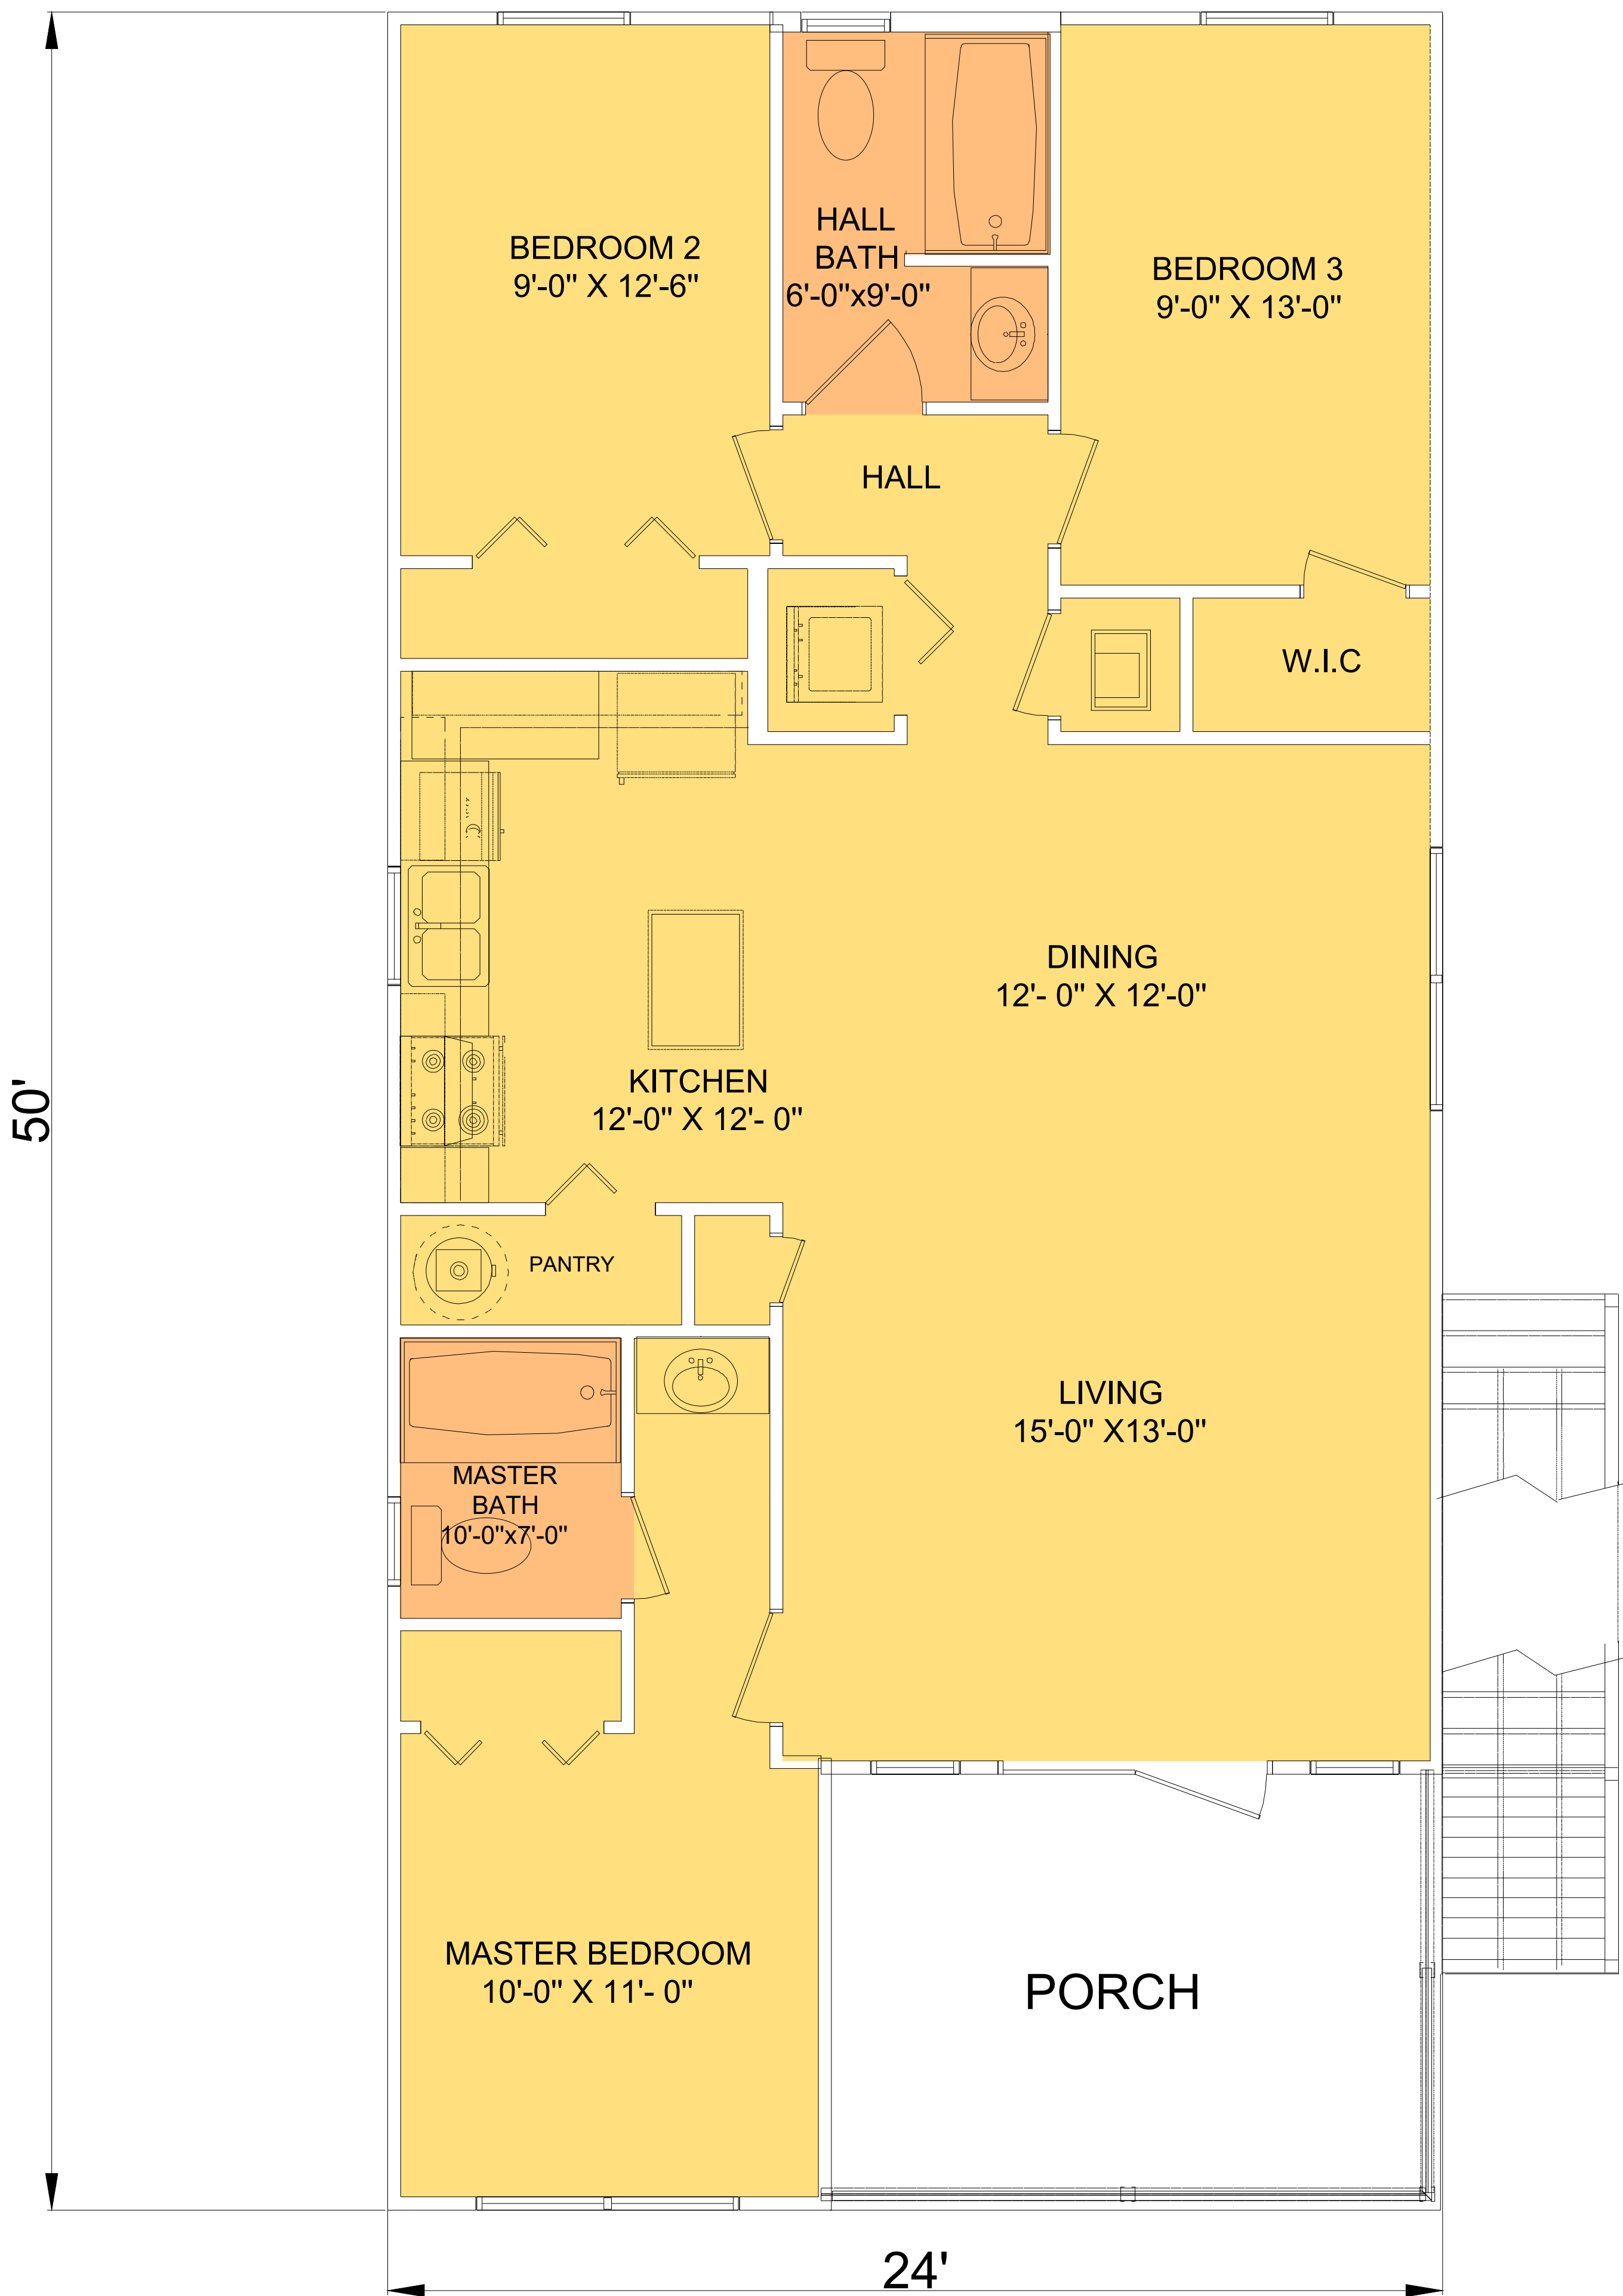 BEDROOM 2
9'-0" X 12'-6"
HALL
BATH
6'-0"x9'-0"
BEDROOM 3
9'-0" X 13'-0"
HALL
W.I.C
DINING
12'- 0" X 12'-0"
KITCHEN
12'-0" X 12'- 0"
50'
PANTRY
LIVING
15'-0" X13'-0"
MASTER
BATH
10'-0"x7'-0"
MASTER BEDROOM
10'-0" X 11'- 0"
PORCH
24'